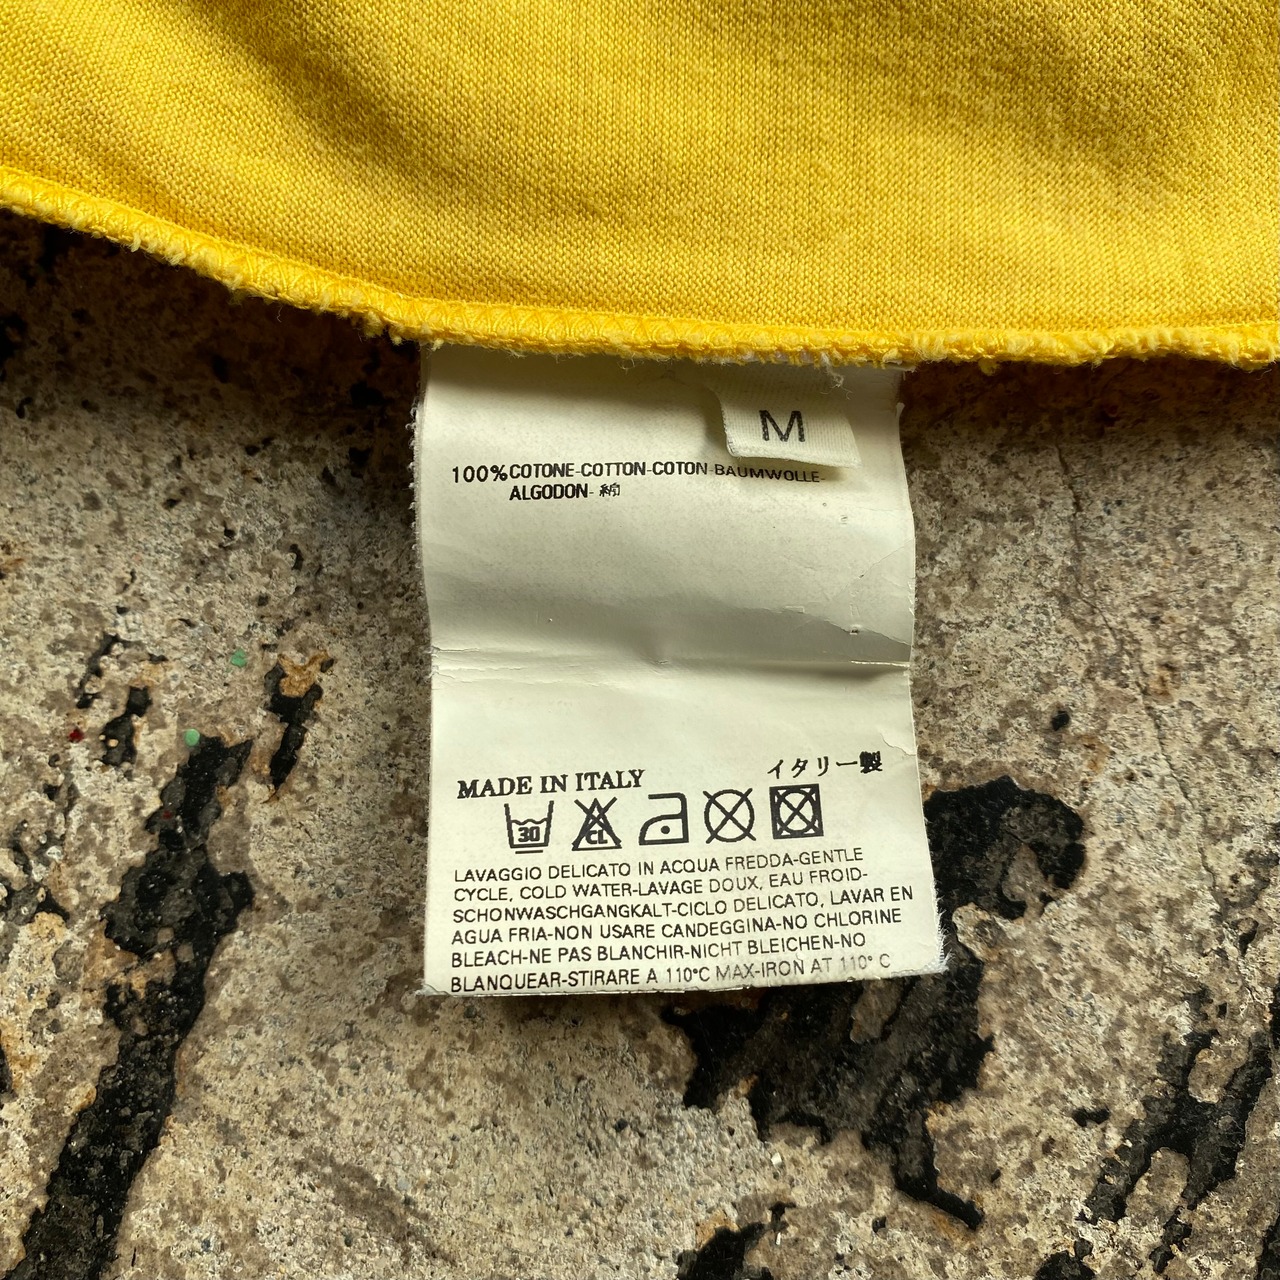 M
100% COTONE-COTTON-COTON-BAUMWOLLE-
ALGODON-綿
MADE IN ITALY イタリー製
30 CL
LAVAGGIO DELICATO IN ACQUA FREDDA-GENTLE
CYCLE, COLD WATER-LAVAGE DOUX, EAU FROID-
SCHONWASCHGANGKALT-CICLO DELICATO, LAVAR EN
AGUA FRIA-NON USARE CANDEGGINA-NO CHLORINE
BLEACH-NE PAS BLANCHIR-NICHT BLEICHEN-NO
BLANQUEAR-STIRARE A 110°C MAX-IRON AT 110° C